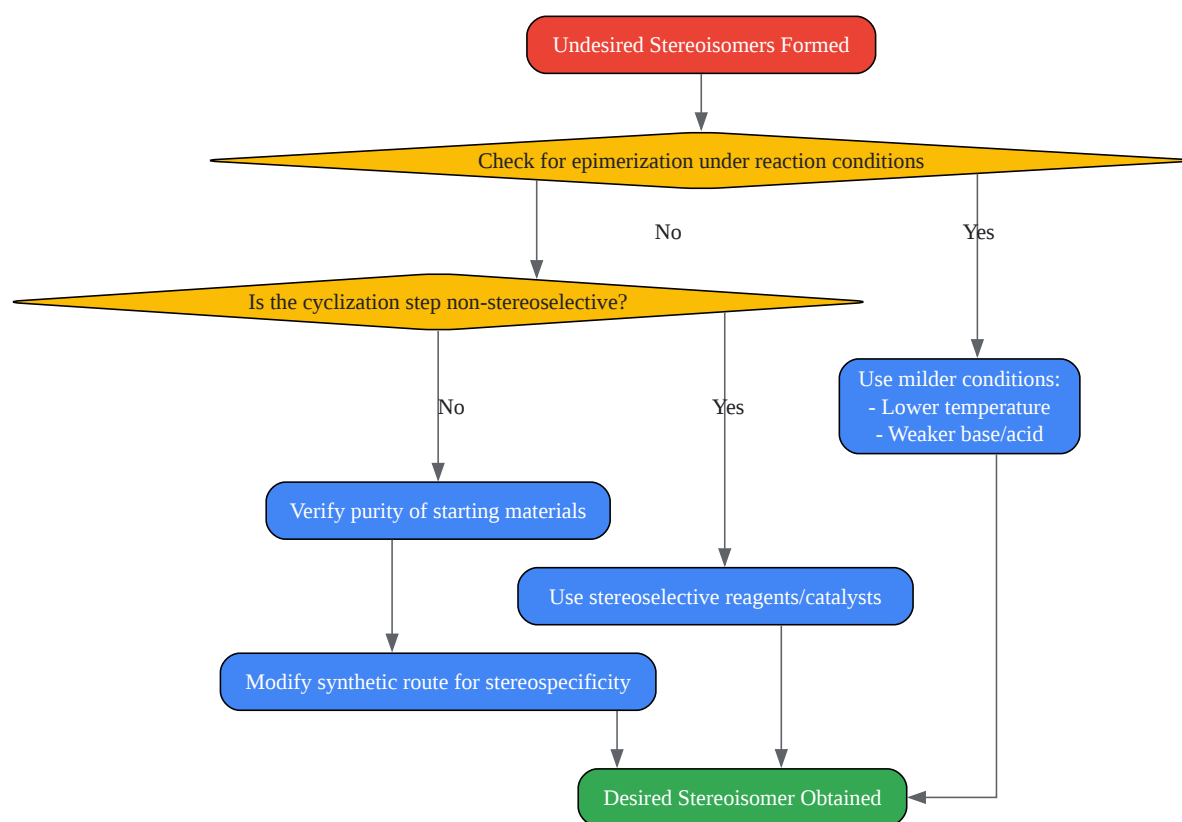 Undesired Stereoisomers Formed
Check for epimerization under reaction conditions
No
Yes
Is the cyclization step non-stereoselective?
Use milder conditions:
- Lower temperature
- Weaker base/acid
No
Yes
Verify purity of starting materials
Use stereoselective reagents/catalysts
Modify synthetic route for stereospecificity
Desired Stereoisomer Obtained